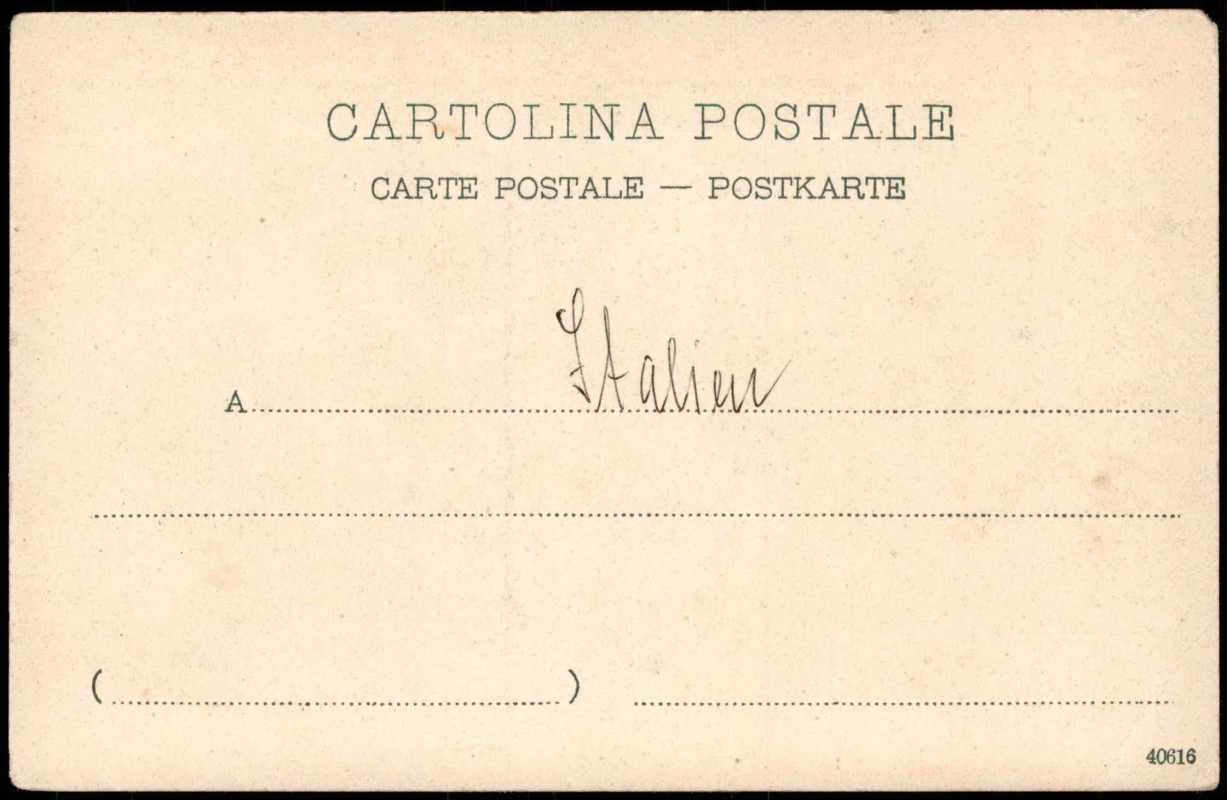 CARTOLINA POSTALE
CARTE POSTALE — POSTKARTE
A Italien
( )
40616